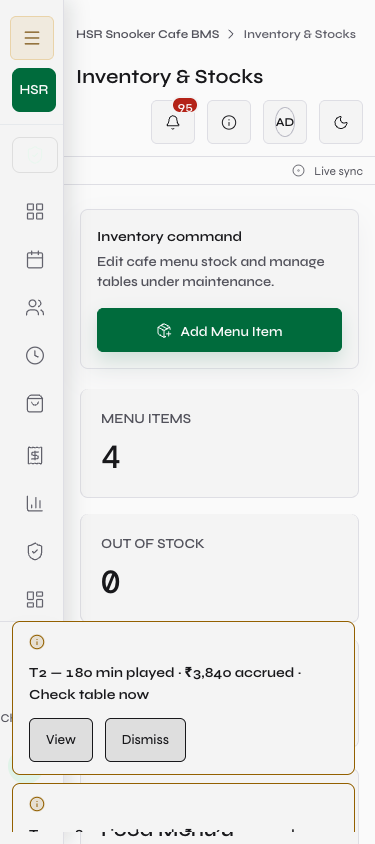 HSR Snooker Cafe BMS > Inventory & Stocks
HSR
Inventory & Stocks
95
AD
Live sync
Inventory command
Edit cafe menu stock and manage
tables under maintenance.
Add Menu Item
MENU ITEMS
4
OUT OF STOCK
0
T2 — 180 min played · ₹3,840 accrued ·
Check table now
View
Dismiss